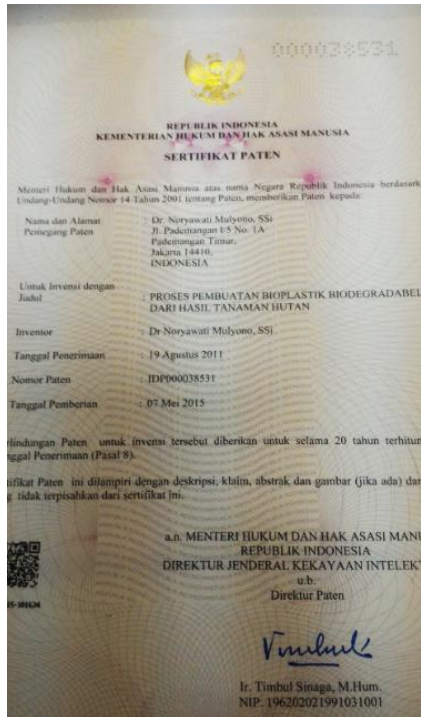 000038531
REPUBLIK INDONESIA
KEMENTERIAN HUKUM DAN HAK ASASI MANUSIA
SERTIFIKAT PATEN
Menteri Hukum dan Hak Asasi Manusia atas nama Negara Republik Indonesia berdasark
Undang-Undang Nomor 14 Tahun 2001 tentang Paten, memberikan Paten kepada:
Nama dan Alamat Pemegang Paten : Dr. Noryawati Mulyono, SSi
Jl. Pademangan I/5 No. 1A
Pademangan Timur,
Jakarta 14410,
INDONESIA
Untuk Invensi dengan
Judul : PROSES PEMBUATAN BIOPLASTIK BIODEGRADABEL
DARI HASIL TANAMAN HUTAN
Inventor : Dr Noryawati Mulyono, SSi
Tanggal Penerimaan : 19 Agustus 2011
Nomor Paten : IDP000038531
Tanggal Pemberian : 07 Mei 2015
rlindungan Paten untuk invensi tersebut diberikan untuk selama 20 tahun terhitun
nggal Penerimaan (Pasal 8).
tifikat Paten ini dilampiri dengan deskripsi, klaim, abstrak dan gambar (jika ada) dar
g tidak terpisahkan dari sertifikat ini.
a.n. MENTERI HUKUM DAN HAK ASASI MANU
REPUBLIK INDONESIA
DIREKTUR JENDERAL KEKAYAAN INTELEKT
u.b.
Direktur Paten
Ir. Timbul Sinaga, M.Hum.
NIP. 196202021991031001